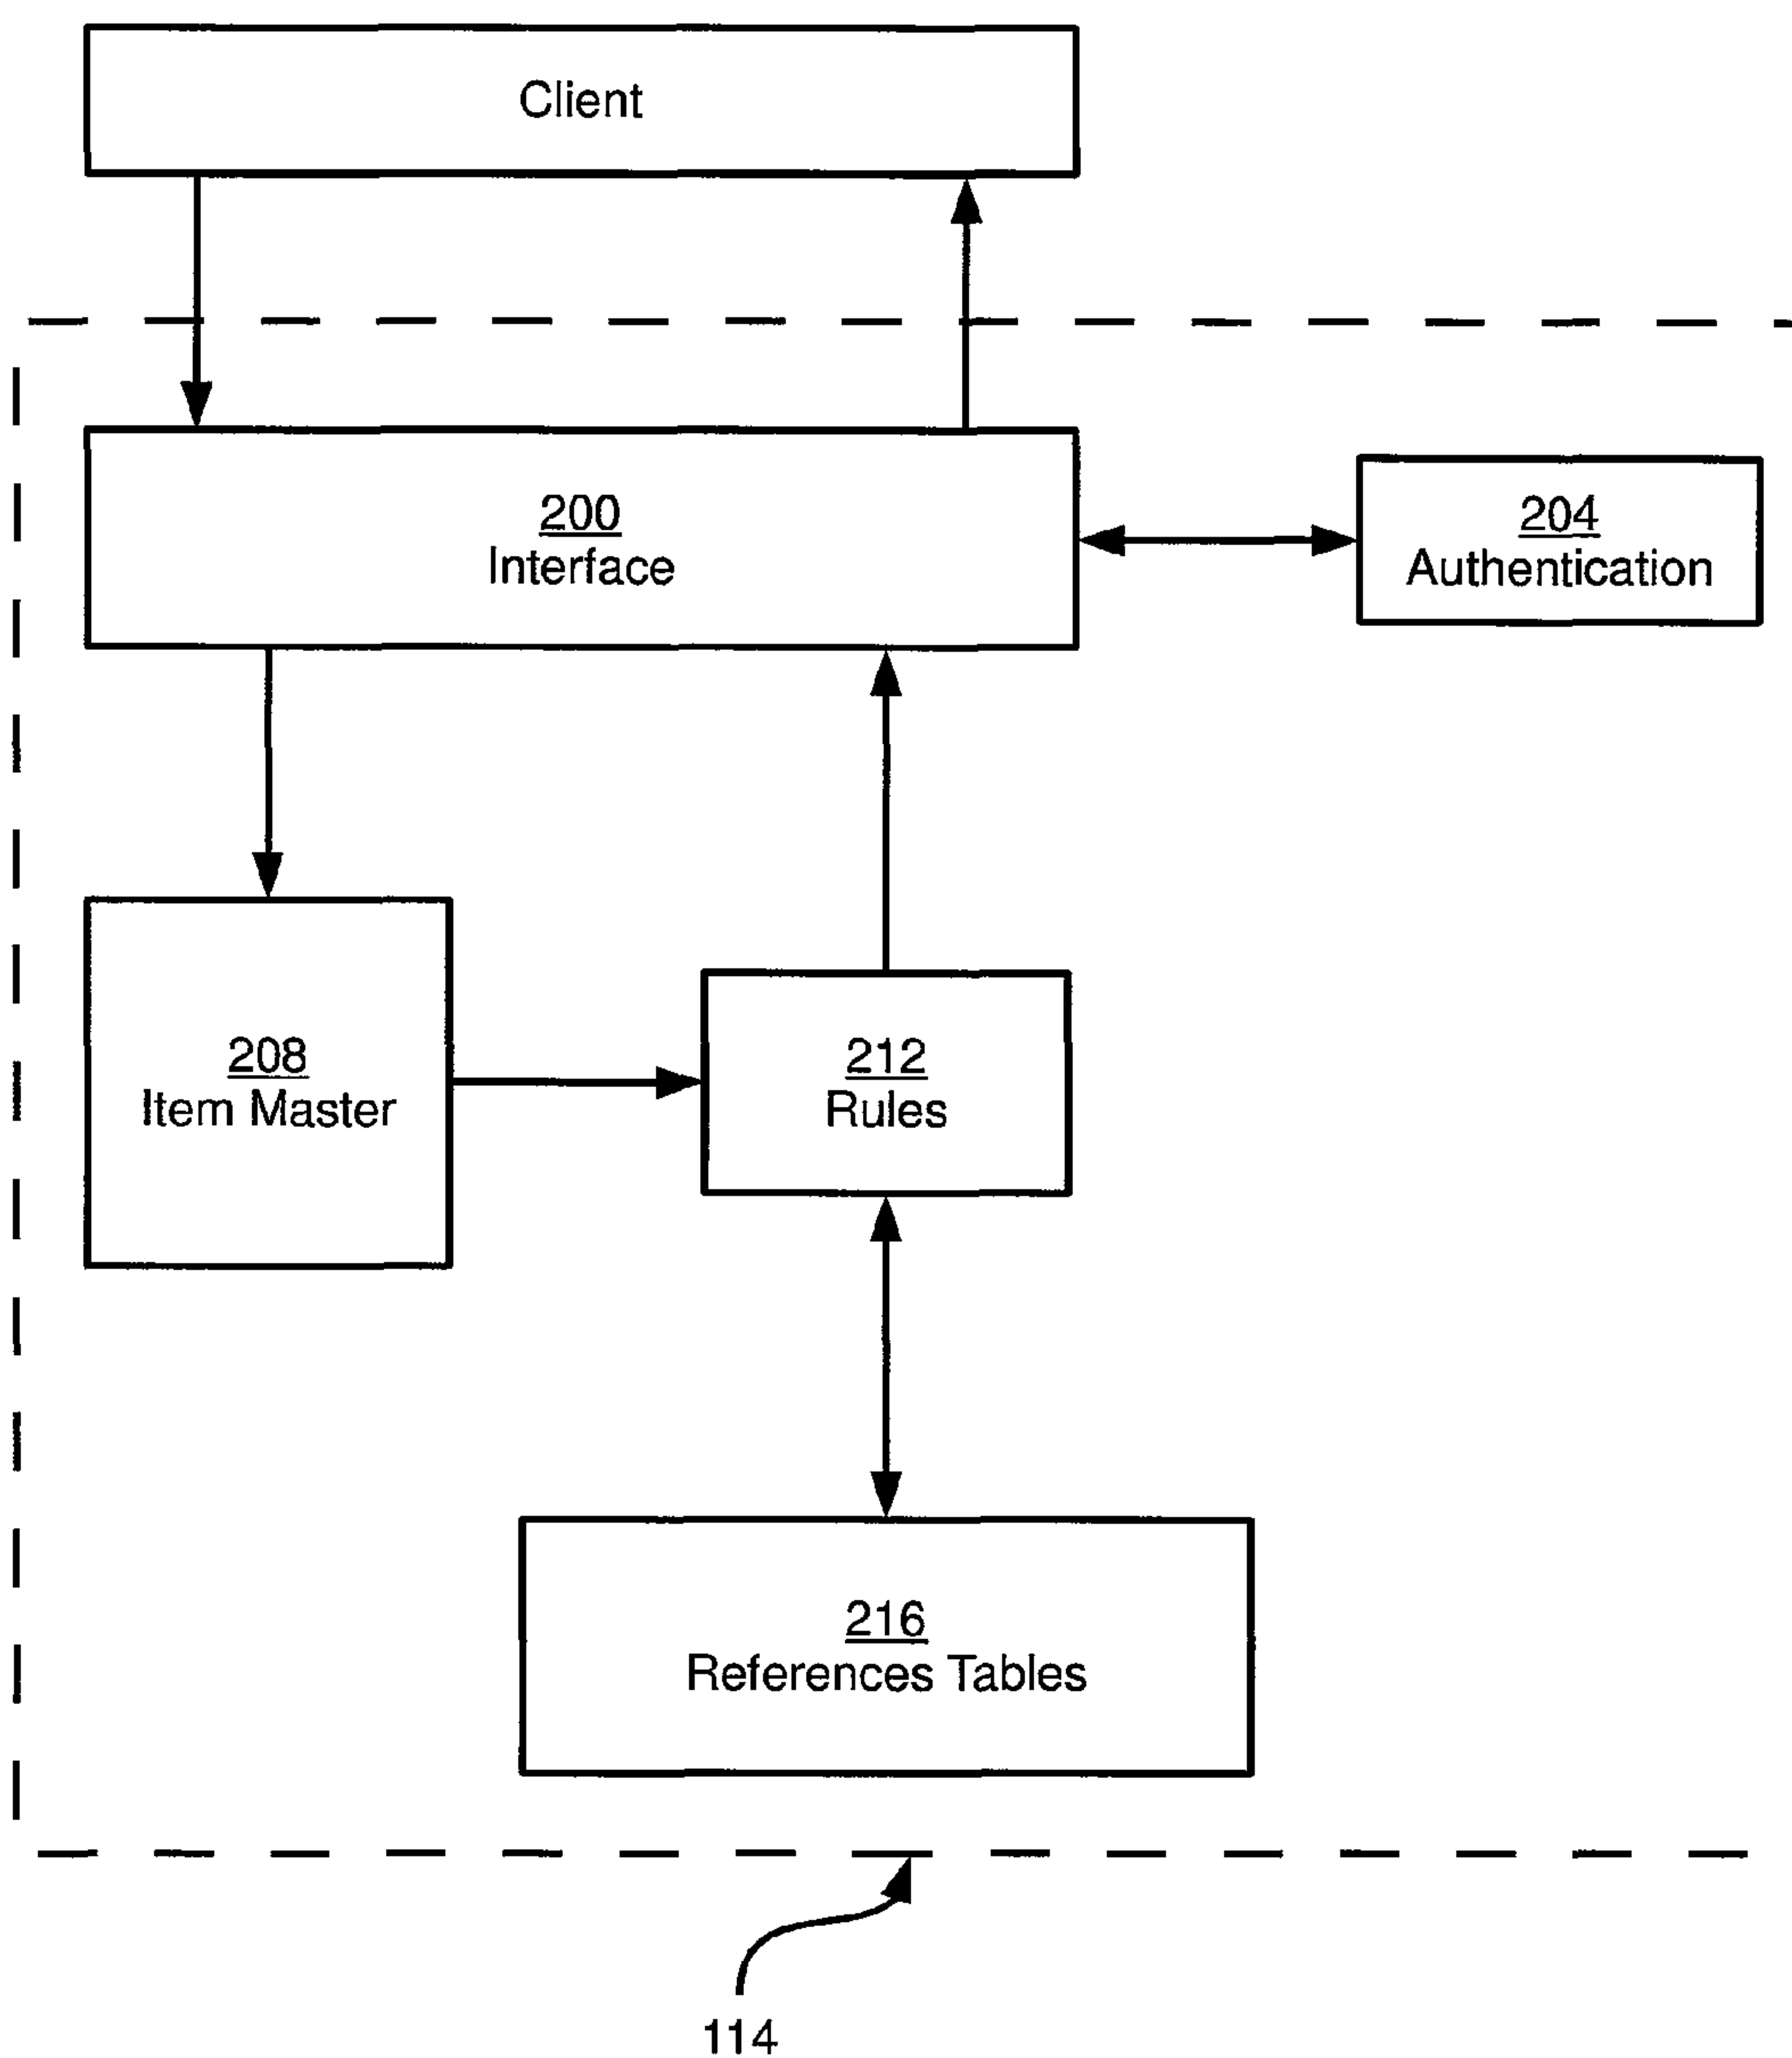 Client
200
Interface
204
Authentication
208
Item Master
212
Rules
216
References Tables
114